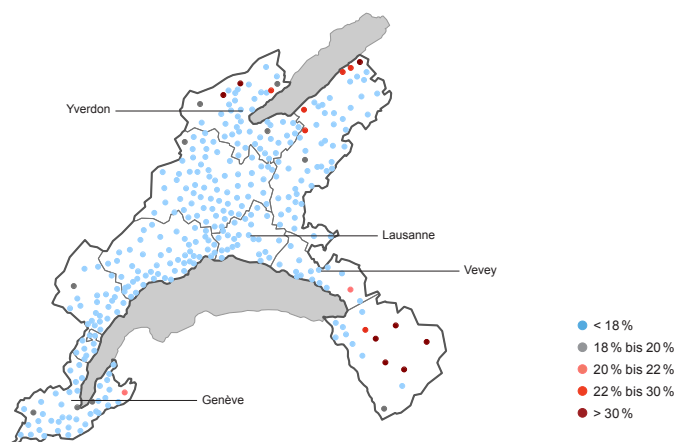 Yverdon
Lausanne
Vevey
Genève
< 18 %
18 % bis 20 %
20 % bis 22 %
22 % bis 30 %
> 30 %